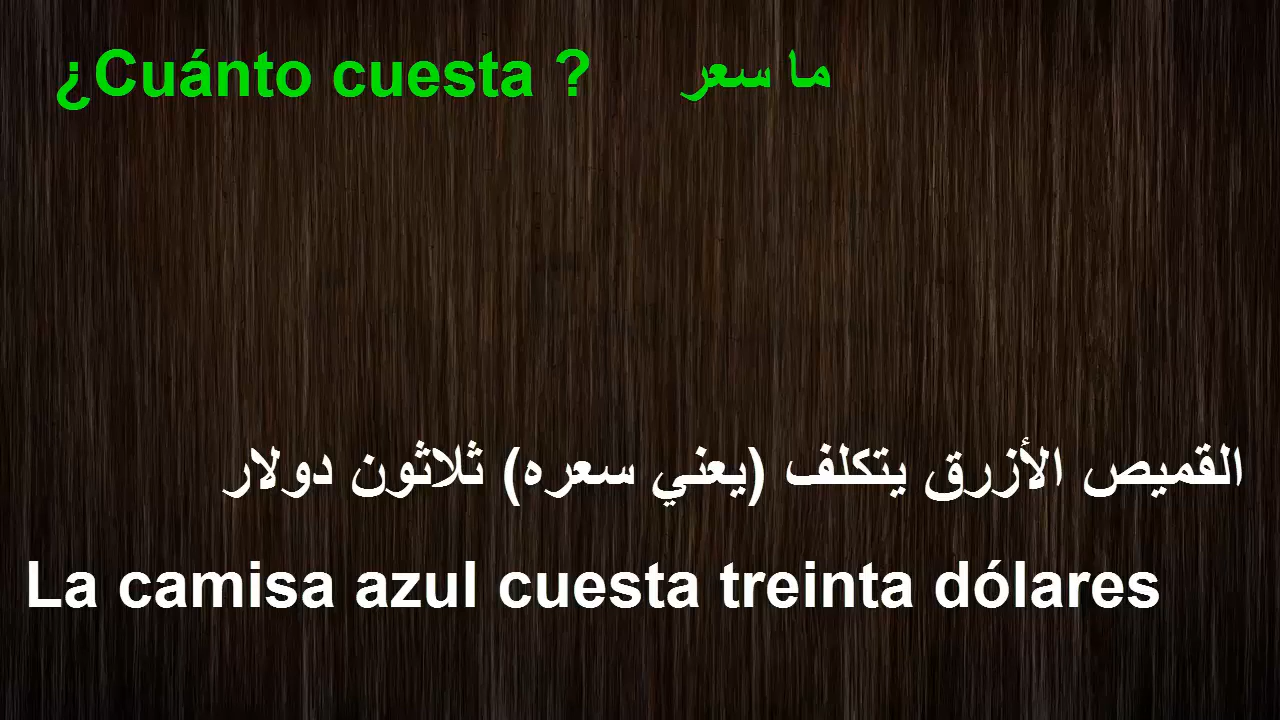 ¿Cuánto cuesta ? ما سعر
القميص الأزرق يتكلف (يعني سعره) ثلاثون دولار
La camisa azul cuesta treinta dólares